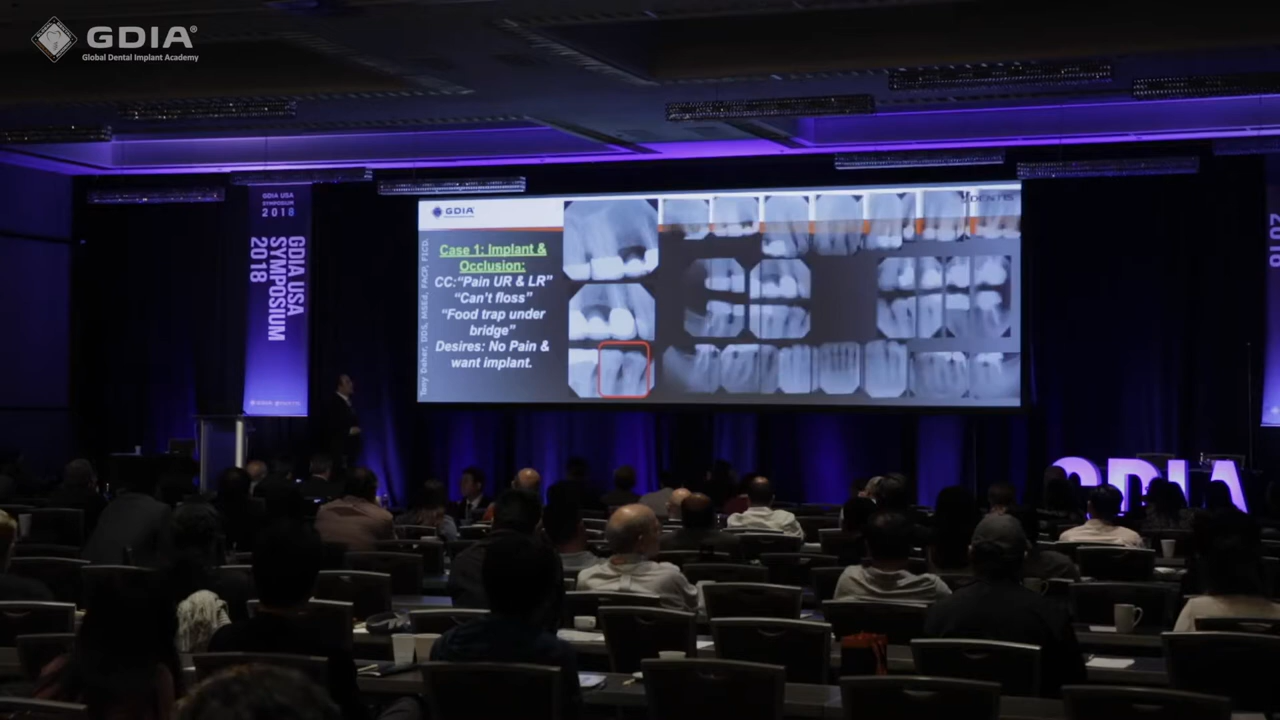 GDIA®
Global Dental Implant Academy
GDIA USA
SYMPOSIUM
2018
GDIA USA
SYMPOSIUM
2018
GDIA
DENTIS
Tony Daher, DDS, MSEd, FACP, FICD.
Case 1: Implant &
Occlusion:
CC:“Pain UR & LR”
“Can’t floss”
“Food trap under
bridge”
Desires: No Pain &
want implant.
GDIA
2018